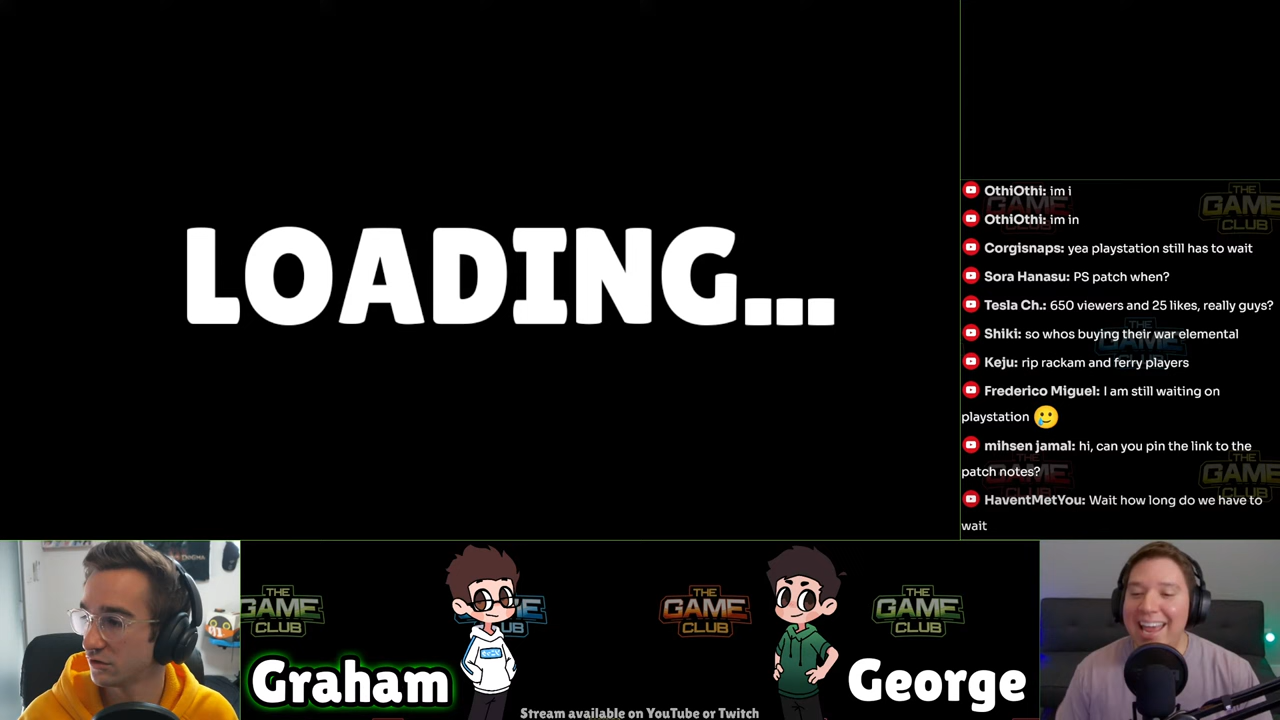 LOADING...
OthiOthi: im i
OthiOthi: im in
Corgisnaps: yea playstation still has to wait
Sora Hanasu: PS patch when?
Tesla Ch.: 650 viewers and 25 likes, really guys?
Shiki: so whos buying their war elemental
Keju: rip rackam and ferry players
Frederico Miguel: I am still waiting on
playstation 🥲
mihsen jamal: hi, can you pin the link to the
patch notes?
HaventMetYou: Wait how long do we have to
wait
THE
GAME
CLUB
THE
GAME
CLUB
THE
GAME
CLUB
Graham
George
Stream available on YouTube or Twitch